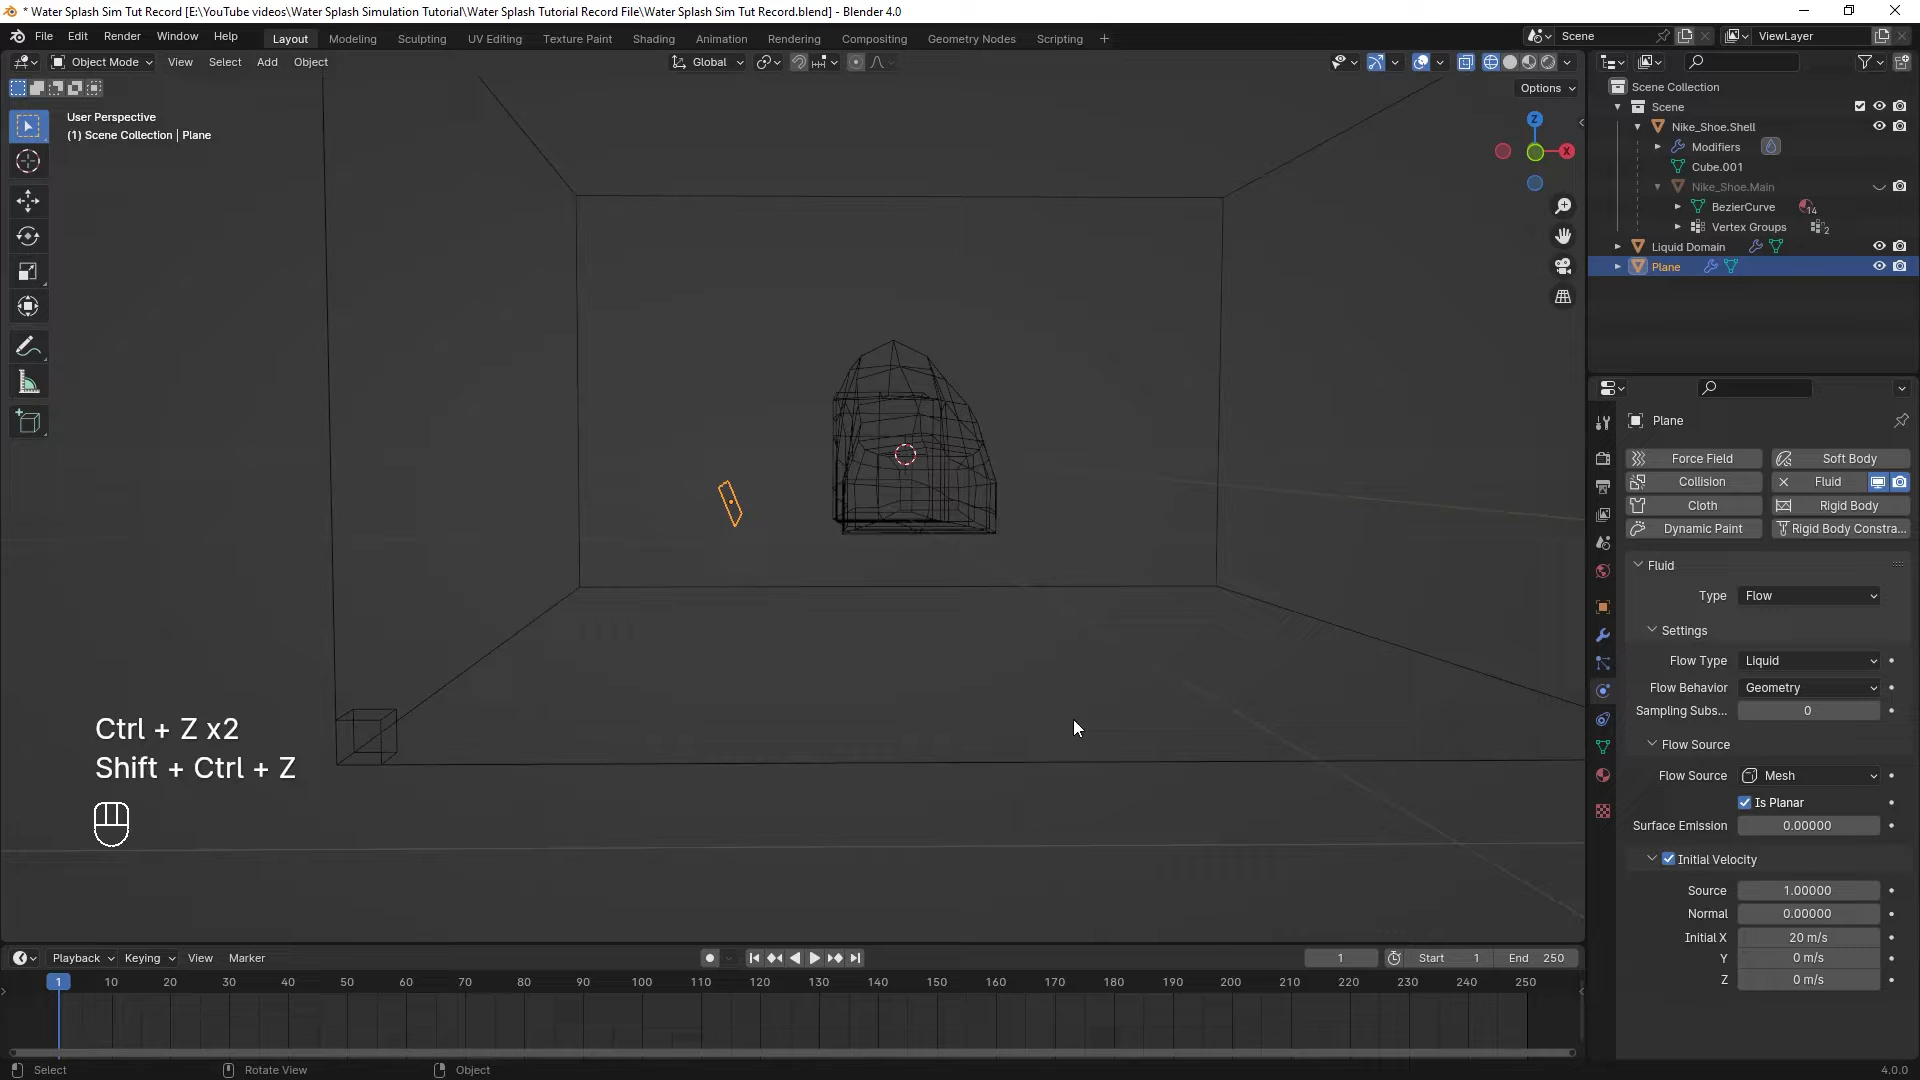 * Water Splash Sim Tut Record [E:\YouTube videos\Water Splash Simulation Tutorial\Water Splash Tutorial Record File\Water Splash Sim Tut Record.blend] - Blender 4.0
File Edit Render Window Help
Layout Modeling Sculpting UV Editing Texture Paint Shading Animation Rendering Compositing Geometry Nodes Scripting +
Scene ViewLayer
Object Mode View Select Add Object
Global
Options
User Perspective
(1) Scene Collection | Plane
Z
X
Scene Collection
Scene
Nike_Shoe.Shell
Modifiers
Cube.001
Nike_Shoe.Main
BezierCurve 14
Vertex Groups 2
Liquid Domain
Plane
Plane
Force Field Soft Body
Collision Fluid
Cloth Rigid Body
Dynamic Paint Rigid Body Constra...
Fluid
Type Flow
Settings
Flow Type Liquid
Flow Behavior Geometry
Sampling Subs... 0
Flow Source
Flow Source Mesh
Is Planar
Surface Emission 0.00000
Initial Velocity
Source 1.00000
Normal 0.00000
Initial X 20 m/s
Y 0 m/s
Z 0 m/s
Ctrl + Z x2
Shift + Ctrl + Z
Playback Keying View Marker
1 Start 1 End 250
1 10 20 30 40 50 60 70 80 90 100 110 120 130 140 150 160 170 180 190 200 210 220 230 240 250
Select Rotate View Object 4.0.0